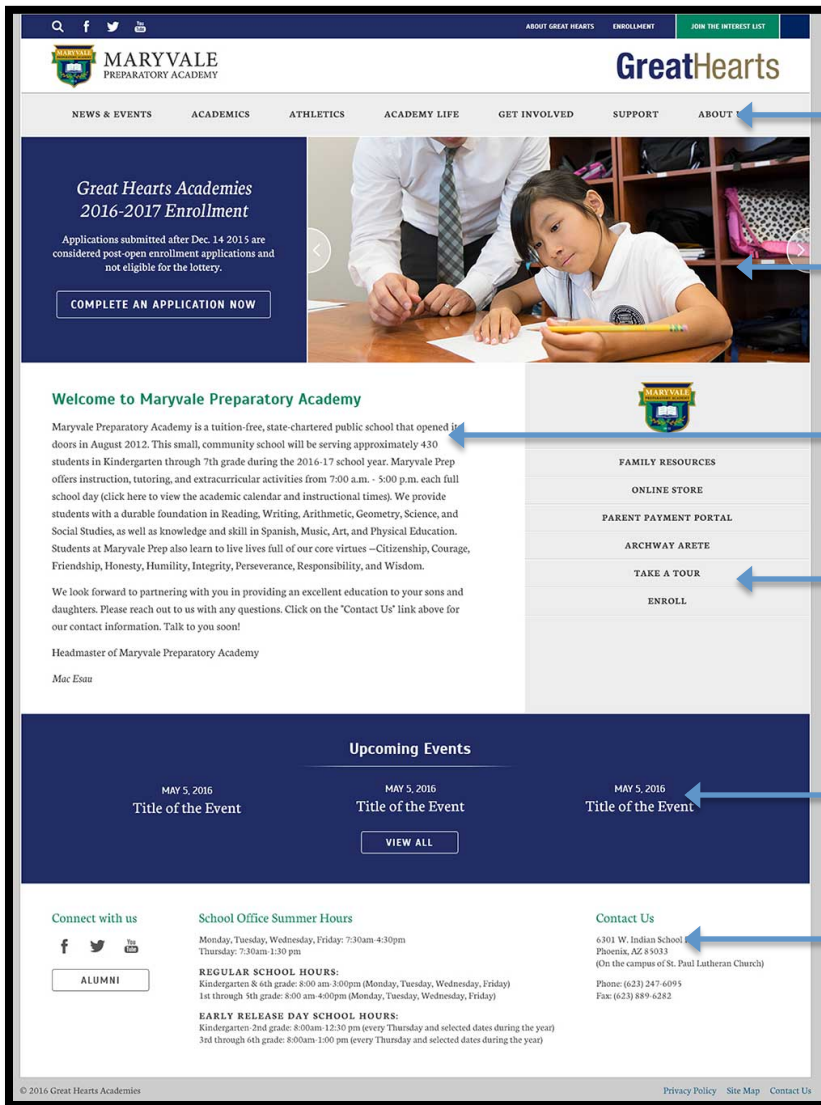 You
Tube
ABOUT GREAT HEARTS
ENROLLMENT
JOIN THE INTEREST LIST
MARYVALE
PREPARATORY ACADEMY
MARYVALE
PREPARATORY ACADEMY
GreatHearts
NEWS & EVENTS
ACADEMICS
ATHLETICS
ACADEMY LIFE
GET INVOLVED
SUPPORT
ABOUT
Great Hearts Academies
2016-2017 Enrollment
Applications submitted after Dec. 14 2015 are
considered post-open enrollment applications and
not eligible for the lottery.
COMPLETE AN APPLICATION NOW
Welcome to Maryvale Preparatory Academy
Maryvale Preparatory Academy is a tuition-free, state-chartered public school that opened its
doors in August 2012. This small, community school will be serving approximately 430
students in Kindergarten through 7th grade during the 2016-17 school year. Maryvale Prep
offers instruction, tutoring, and extracurricular activities from 7:00 a.m. - 5:00 p.m. each full
school day (click here to view the academic calendar and instructional times). We provide
students with a durable foundation in Reading, Writing, Arithmetic, Geometry, Science, and
Social Studies, as well as knowledge and skill in Spanish, Music, Art, and Physical Education.
Students at Maryvale Prep also learn to live lives full of our core virtues –Citizenship, Courage,
Friendship, Honesty, Humility, Integrity, Perseverance, Responsibility, and Wisdom.
We look forward to partnering with you in providing an excellent education to your sons and
daughters. Please reach out to us with any questions. Click on the "Contact Us" link above for
our contact information. Talk to you soon!
Headmaster of Maryvale Preparatory Academy
Mac Esau
MARYVALE
PREPARATORY ACADEMY
FAMILY RESOURCES
ONLINE STORE
PARENT PAYMENT PORTAL
ARCHWAY ARETE
TAKE A TOUR
ENROLL
Upcoming Events
MAY 5, 2016
Title of the Event
MAY 5, 2016
Title of the Event
MAY 5, 2016
Title of the Event
VIEW ALL
Connect with us
You
Tube
ALUMNI
School Office Summer Hours
Monday, Tuesday, Wednesday, Friday: 7:30am-4:30pm
Thursday: 7:30am-1:30 pm
REGULAR SCHOOL HOURS:
Kindergarten & 6th grade: 8:00 am-3:00pm (Monday, Tuesday, Wednesday, Friday)
1st through 5th grade: 8:00 am-4:00pm (Monday, Tuesday, Wednesday, Friday)
EARLY RELEASE DAY SCHOOL HOURS:
Kindergarten-2nd grade: 8:00am-12:30 pm (every Thursday and selected dates during the year)
3rd through 6th grade: 8:00am-1:00 pm (every Thursday and selected dates during the year)
Contact Us
6301 W. Indian School
Phoenix, AZ 85033
(On the campus of St. Paul Lutheran Church)
Phone: (623) 247-6095
Fax: (623) 889-6282
© 2016 Great Hearts Academies
Privacy Policy
Site Map
Contact Us